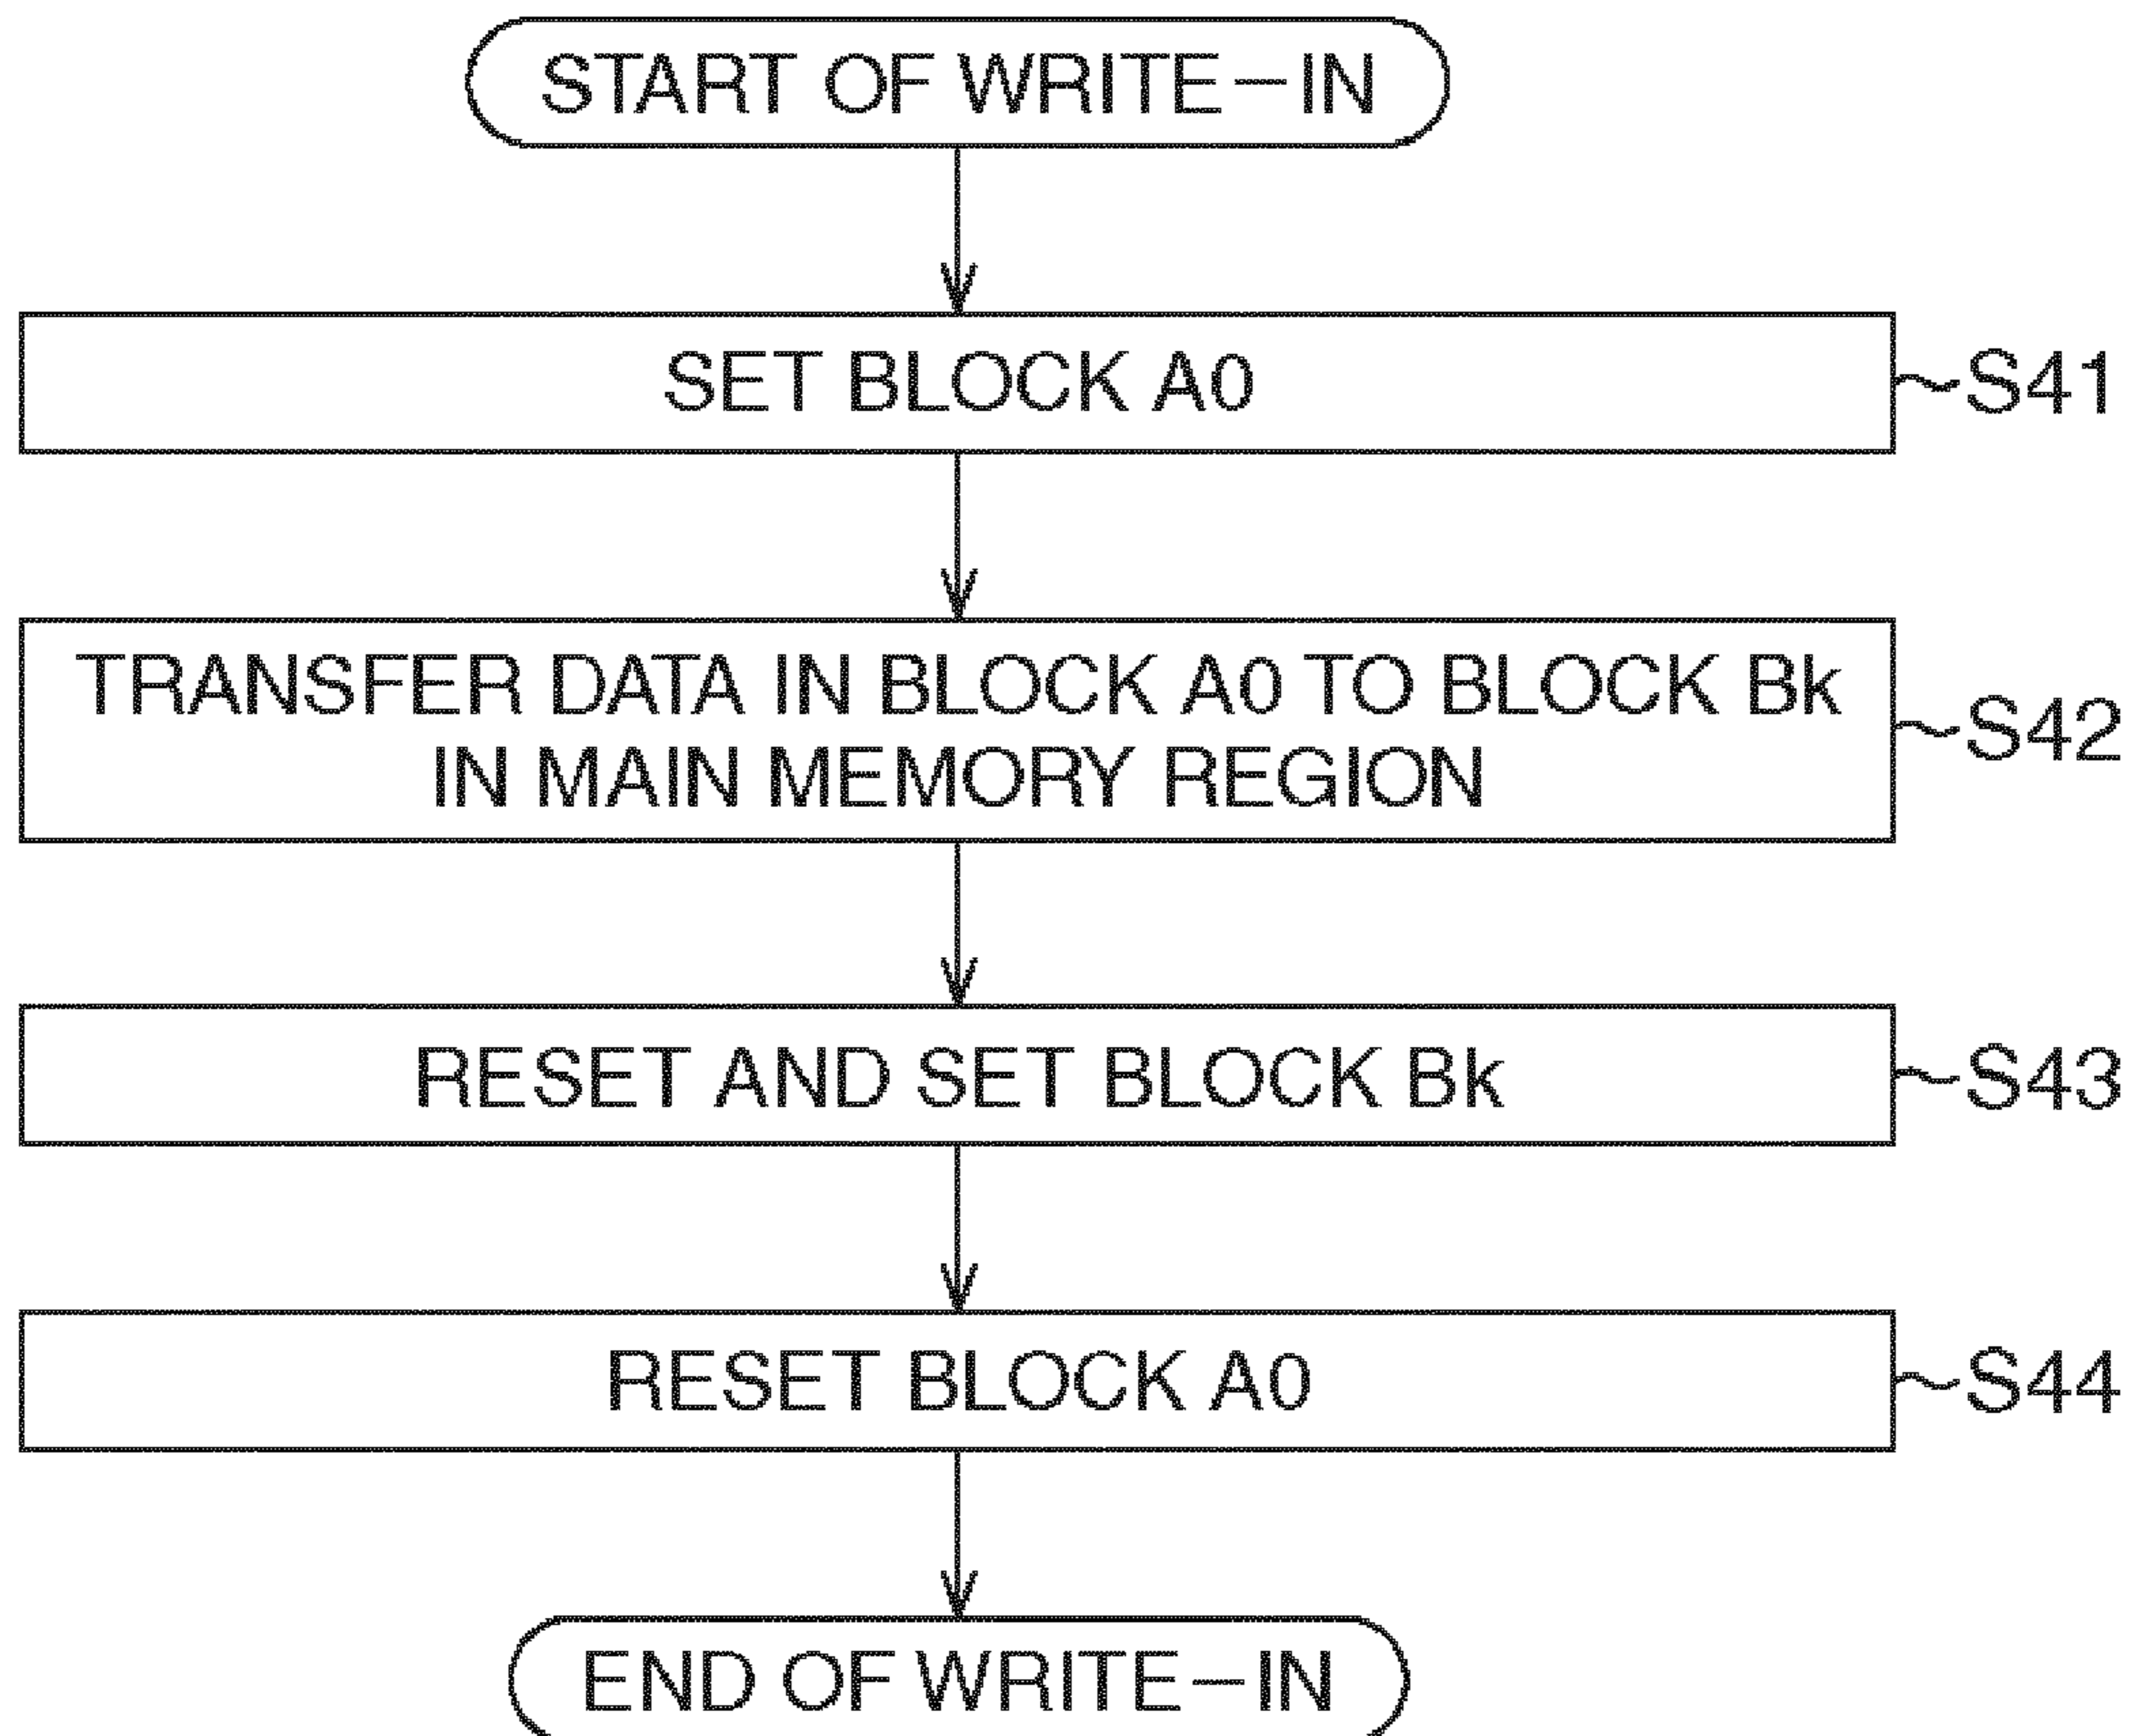 START OF WRITE-IN
SET BLOCK A0
S41
TRANSFER DATA IN BLOCK A0 TO BLOCK Bk
IN MAIN MEMORY REGION
S42
RESET AND SET BLOCK Bk
S43
RESET BLOCK A0
S44
END OF WRITE-IN